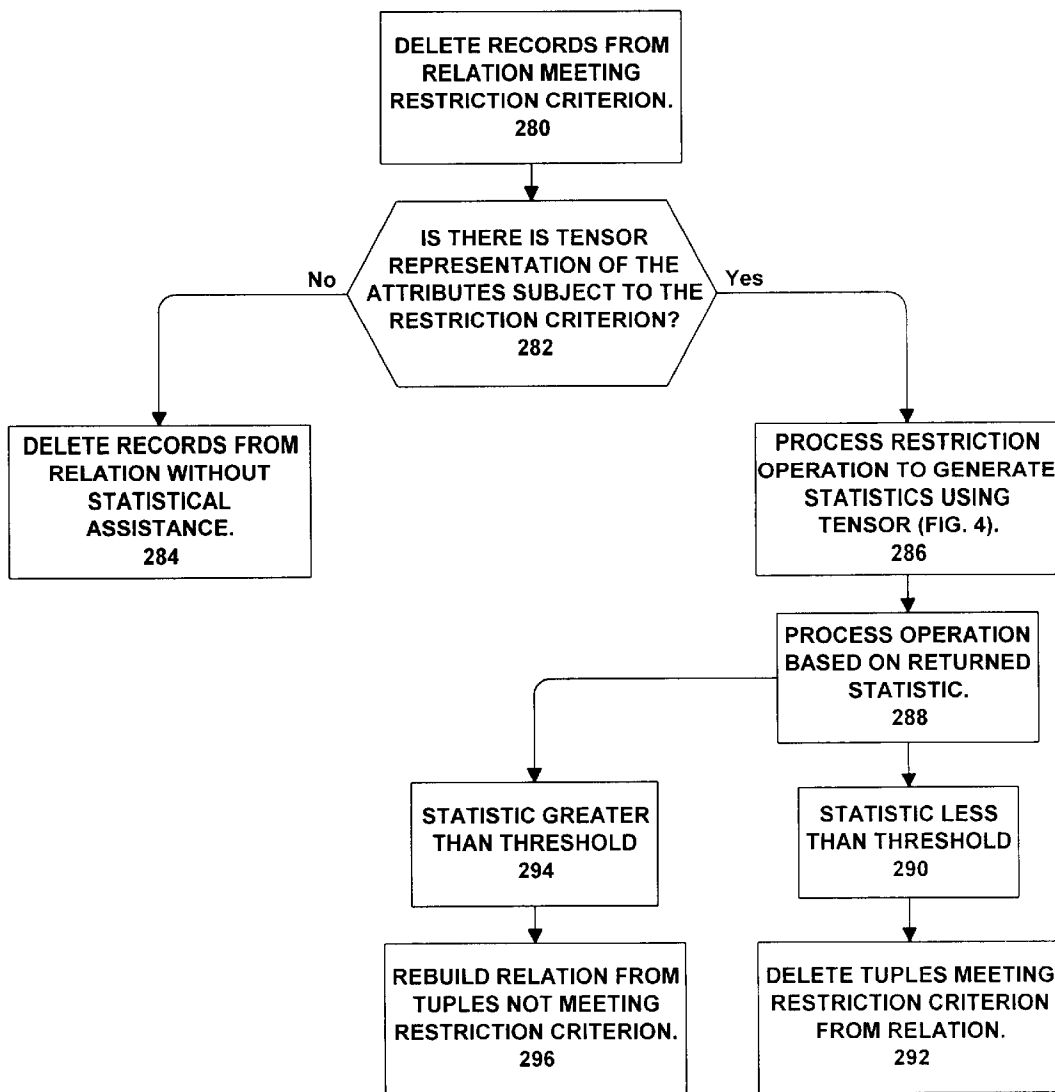 DELETE RECORDS FROM
RELATION MEETING
RESTRICTION CRITERION.
280
IS THERE IS TENSOR
REPRESENTATION OF THE
ATTRIBUTES SUBJECT TO THE
RESTRICTION CRITERION?
282
No
Yes
DELETE RECORDS FROM
RELATION WITHOUT
STATISTICAL
ASSISTANCE.
284
PROCESS RESTRICTION
OPERATION TO GENERATE
STATISTICS USING
TENSOR (FIG. 4).
286
PROCESS OPERATION
BASED ON RETURNED
STATISTIC.
288
STATISTIC GREATER
THAN THRESHOLD
294
STATISTIC LESS
THAN THRESHOLD
290
REBUILD RELATION FROM
TUPLES NOT MEETING
RESTRICTION CRITERION.
296
DELETE TUPLES MEETING
RESTRICTION CRITERION
FROM RELATION.
292